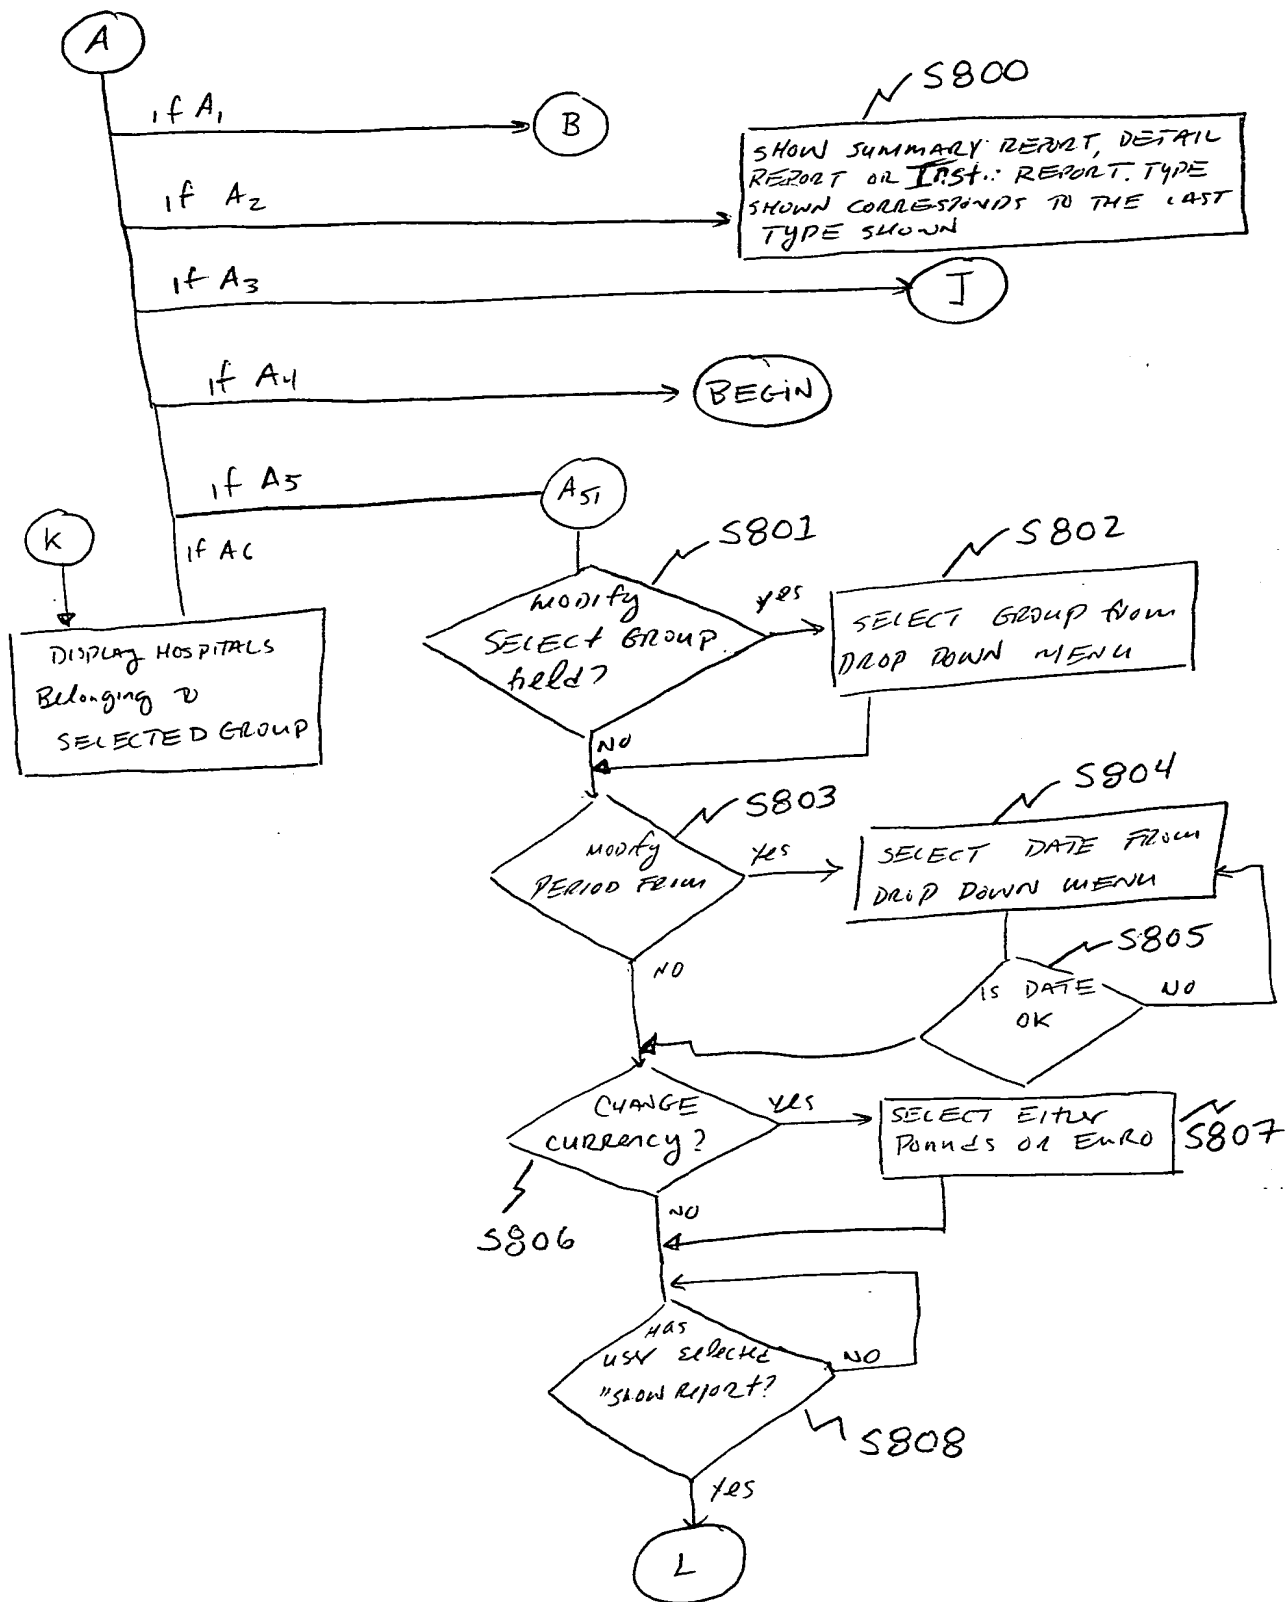 A
if A1
B
S800
SHOW SUMMARY REPORT, DETAIL
REPORT OR Inst.: REPORT. TYPE
SHOWN CORRESPONDS TO THE LAST
TYPE SHOWN
if A2
if A3
J
if A4
BEGIN
if A5
A51
K
if A6
DISPLAY HOSPITALS
Belonging to
SELECTED GROUP
S801
MODIFY
SELECT GROUP
field?
yes
S802
SELECT GROUP from
DROP DOWN MENU
NO
S803
MODIFY
PERIOD FROM
yes
S804
SELECT DATE FROM
DROP DOWN MENU
NO
S805
IS DATE
OK
NO
CHANGE
CURRENCY?
yes
SELECT EITHER
Pounds OR EURO
S807
S806
NO
HAS
USER selected
"SHOW REPORT?
NO
S808
yes
L